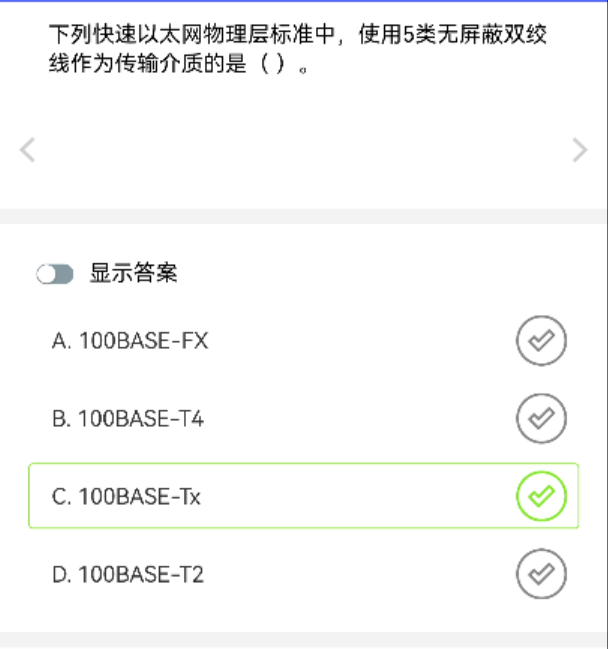 下列快速以太网物理层标准中，使用5类无屏蔽双绞
线作为传输介质的是（ ）。
显示答案
A. 100BASE-FX
B. 100BASE-T4
C. 100BASE-Tx
D. 100BASE-T2